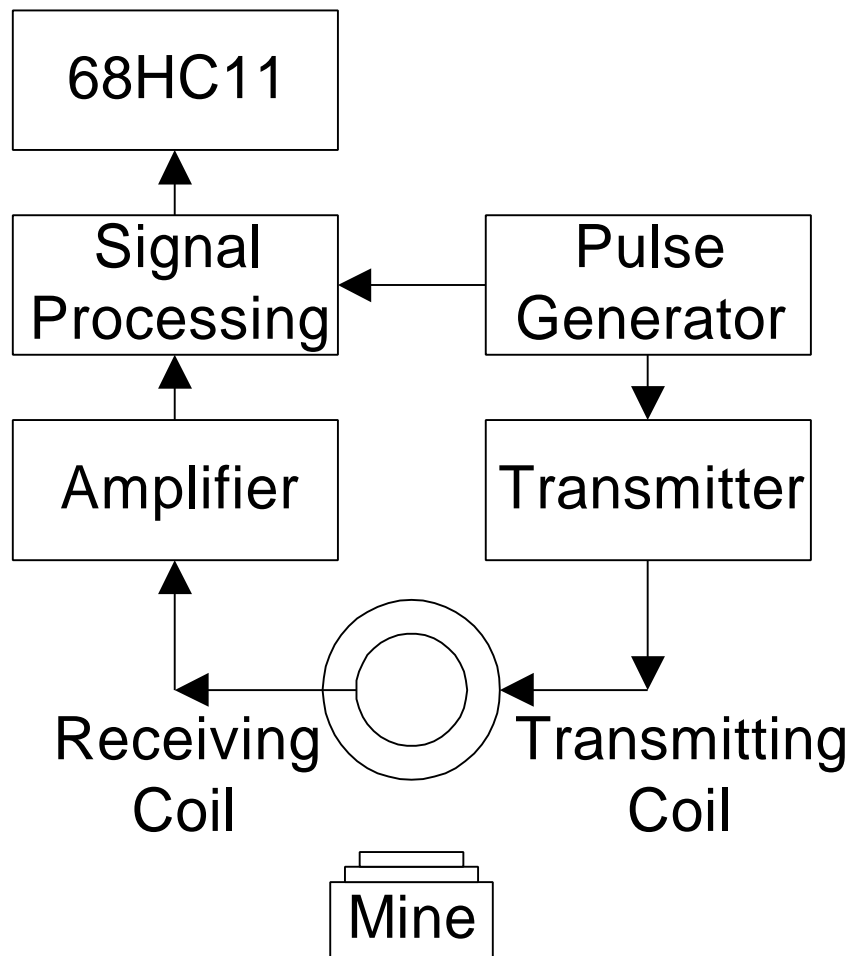 68HC11
Signal
Processing
Pulse
Generator
Amplifier
Transmitter
Receiving
Coil
Transmitting
Coil
Mine